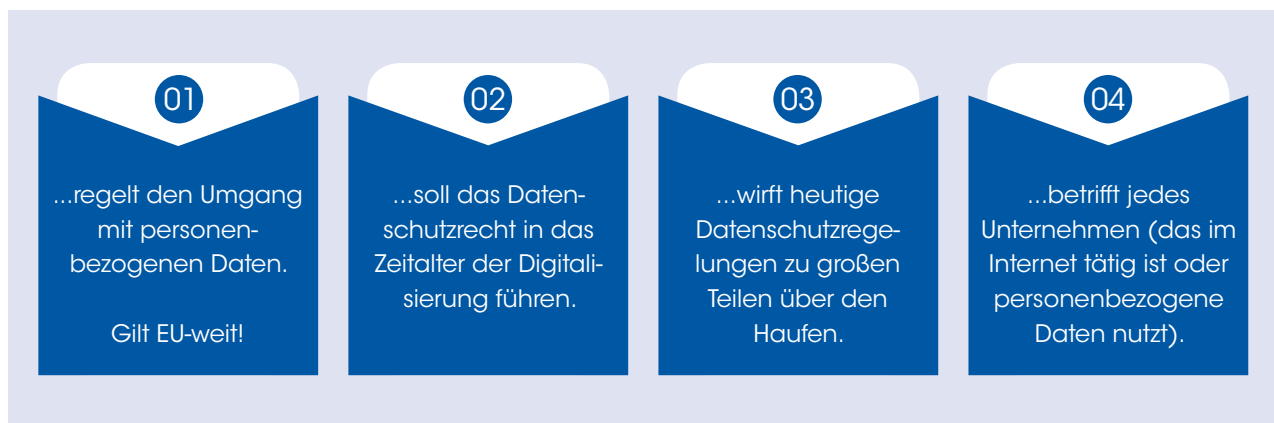 01
...regelt den Umgang
mit personen-
bezogenen Daten.
Gilt EU-weit!
02
...soll das Daten-
schutzrecht in das
Zeitalter der Digitali-
sierung führen.
03
...wirft heutige
Datenschutzrege-
lungen zu großen
Teilen über den
Haufen.
04
...betrifft jedes
Unternehmen (das im
Internet tätig ist oder
personenbezogene
Daten nutzt).